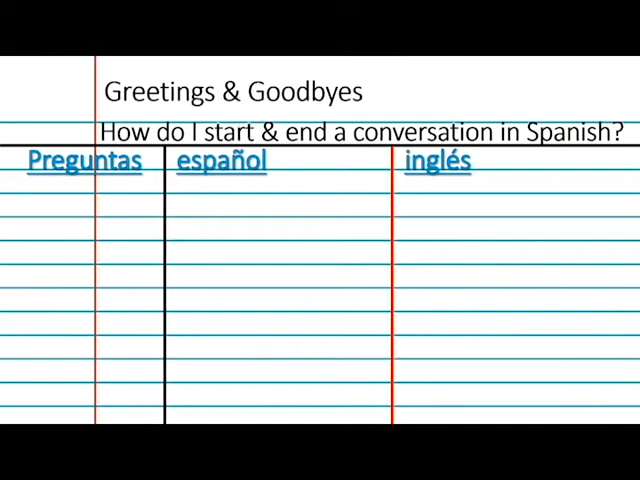 Greetings & Goodbyes
How do I start & end a conversation in Spanish?
Preguntas español inglés